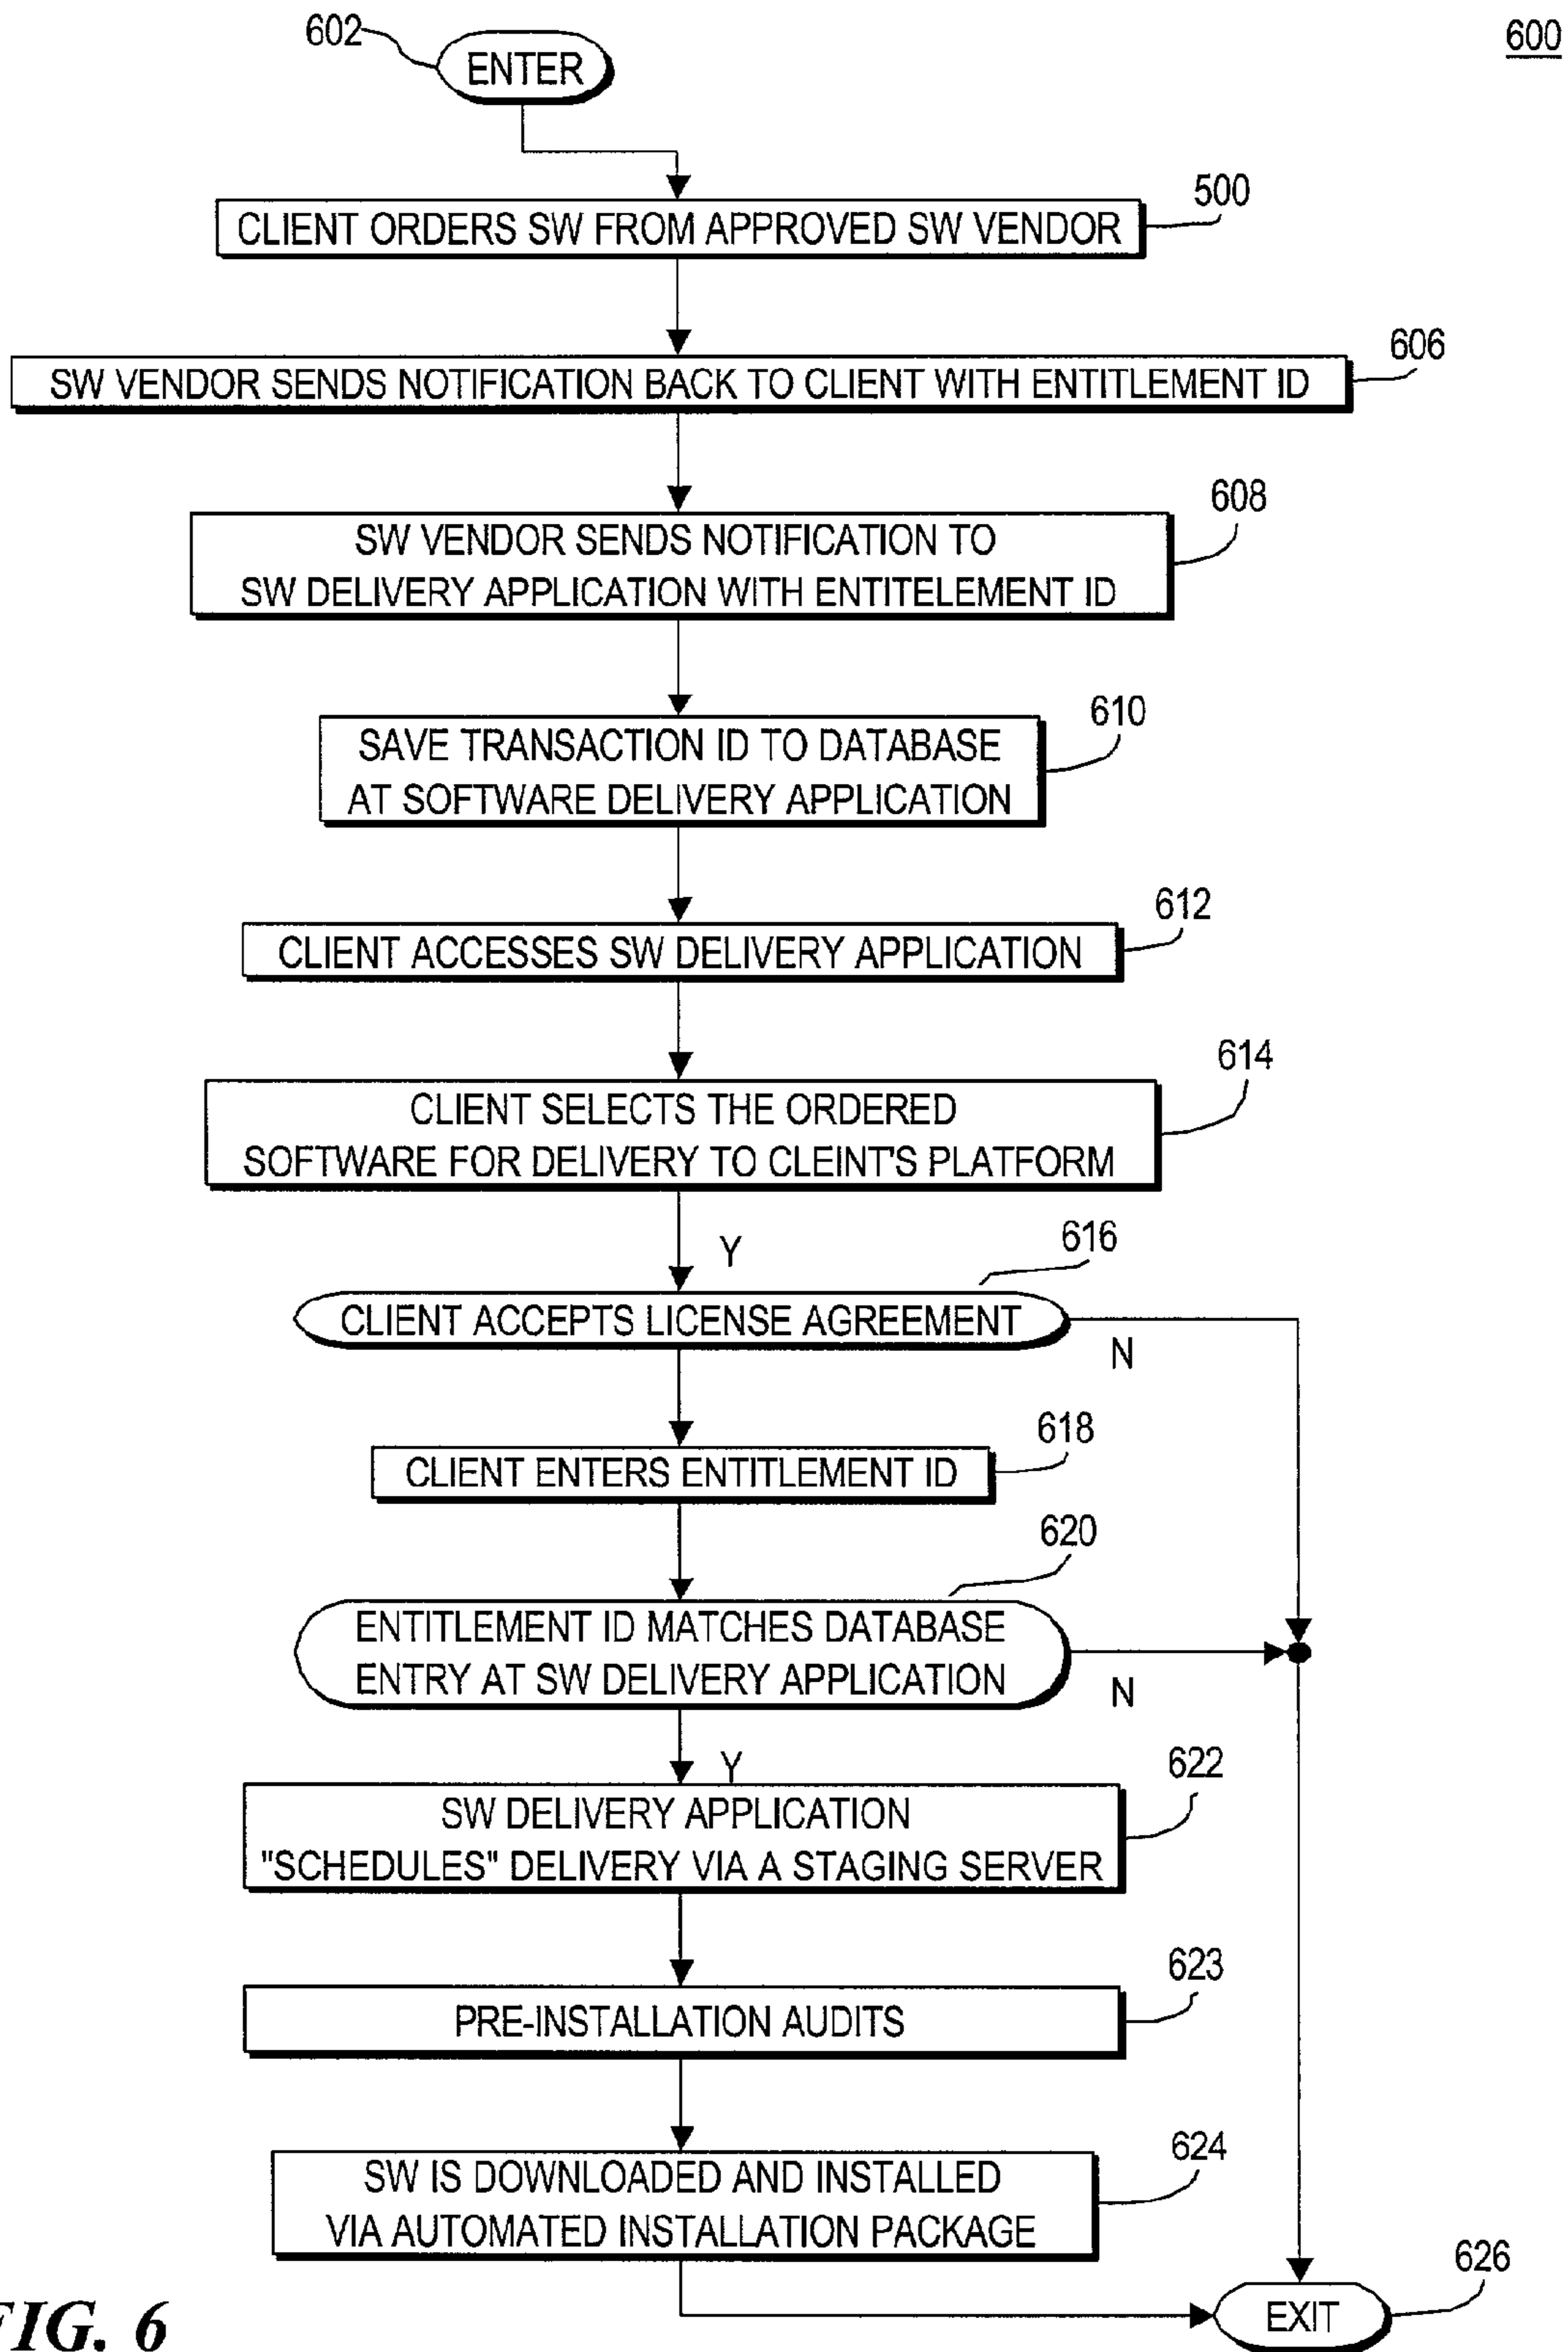 602
ENTER
600
500
CLIENT ORDERS SW FROM APPROVED SW VENDOR
606
SW VENDOR SENDS NOTIFICATION BACK TO CLIENT WITH ENTITLEMENT ID
608
SW VENDOR SENDS NOTIFICATION TO
SW DELIVERY APPLICATION WITH ENTITELEMENT ID
610
SAVE TRANSACTION ID TO DATABASE
AT SOFTWARE DELIVERY APPLICATION
612
CLIENT ACCESSES SW DELIVERY APPLICATION
614
CLIENT SELECTS THE ORDERED
SOFTWARE FOR DELIVERY TO CLEINT'S PLATFORM
Y
616
CLIENT ACCEPTS LICENSE AGREEMENT
N
618
CLIENT ENTERS ENTITLEMENT ID
620
ENTITLEMENT ID MATCHES DATABASE
ENTRY AT SW DELIVERY APPLICATION
N
Y
622
SW DELIVERY APPLICATION
"SCHEDULES" DELIVERY VIA A STAGING SERVER
623
PRE-INSTALLATION AUDITS
624
SW IS DOWNLOADED AND INSTALLED
VIA AUTOMATED INSTALLATION PACKAGE
626
EXIT
FIG. 6